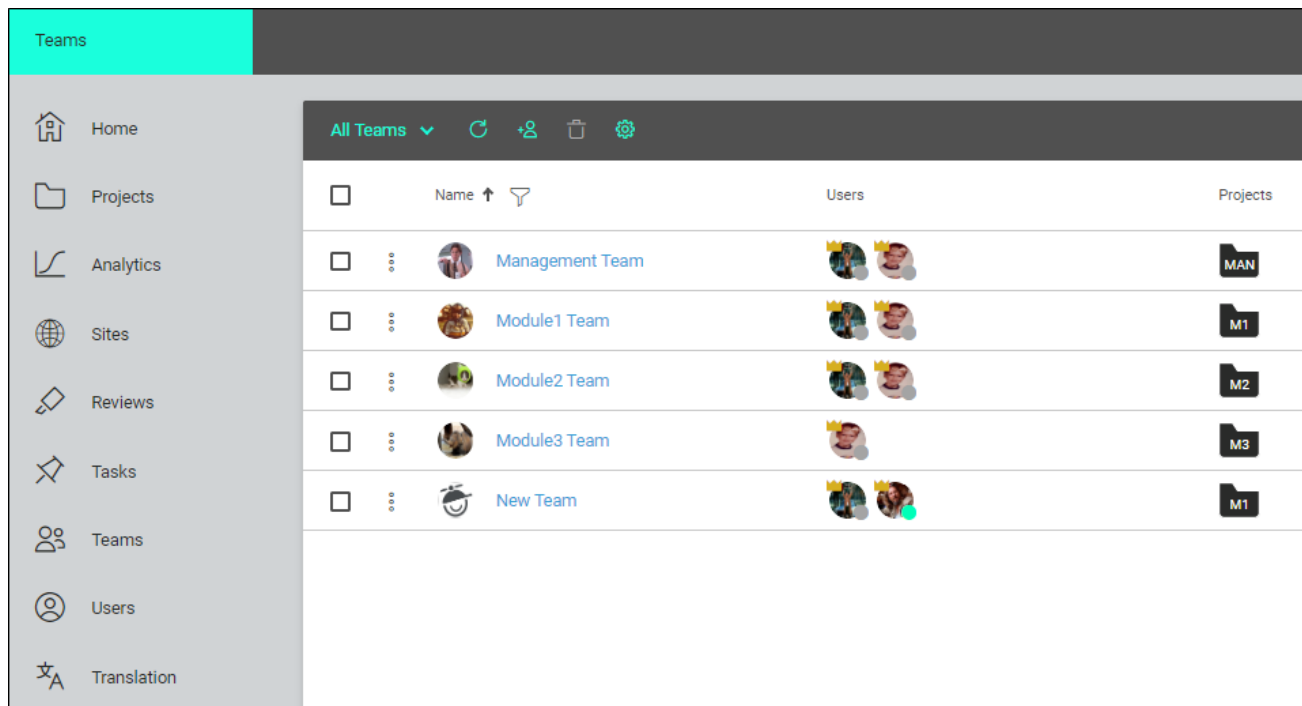 Teams
Home
Projects
Analytics
Sites
Reviews
Tasks
Teams
Users
Translation
All Teams
Name Users Projects
Management Team MAN
Module1 Team M1
Module2 Team M2
Module3 Team M3
New Team M1